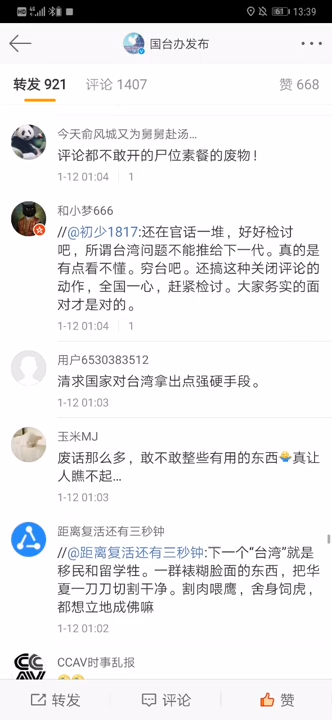 HD 4G 61 13:39
国台办发布
转发 921 评论 1407 赞 668
今天俞风城又为舅舅赴汤...
评论都不敢开的尸位素餐的废物！
1-12 01:04 1
和小梦666
//@初少1817:还在官话一堆，好好检讨
吧，所谓台湾问题不能推给下一代。真的是
有点看不懂。穷台吧。还搞这种关闭评论的
动作，全国一心，赶紧检讨。大家务实的面
对才是对的。
1-12 01:04 1
用户6530383512
清求国家对台湾拿出点强硬手段。
1-12 01:03
玉米MJ
废话那么多，敢不敢整些有用的东西🤷真让
人瞧不起...
1-12 01:03
距离复活还有三秒钟
//@距离复活还有三秒钟:下一个“台湾”就是
移民和留学牲。一群裱糊脸面的东西，把华
夏一刀刀切割干净。割肉喂鹰，舍身饲虎，
都想立地成佛嘛
1-12 01:02
CCAV时事乱报
转发 评论 赞